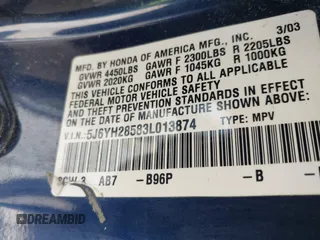 MFD. BY HONDA OF AMERICA MFG., INC. 3/03
GVWR 4450LBS GAWR F 2300LBS R 2205LBS
GVWR 2020KG GAWR F 1045KG R 1000KG
THIS VEHICLE CONFORMS TO ALL APPLICABLE
FEDERAL MOTOR VEHICLE SAFETY AND
THEFT PREVENTION STANDARDS IN EFFECT ON
THE DATE OF MANUFACTURE SHOWN ABOVE.
V.I.N.: 5J6YH28583L013874 TYPE: MPV
AB7 -B96P -B
DREAMBID